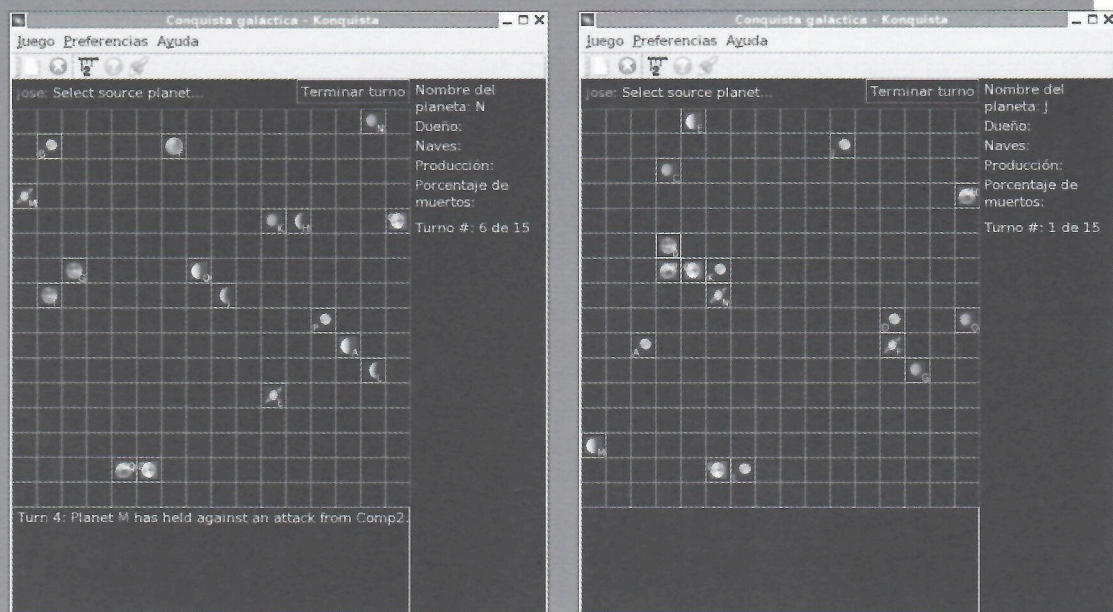 Conquista galáctica - Konquista
Juego Preferencias Ayuda
jose: Select source planet...
Terminar turno
Nombre del
planeta: N
Dueño:
Naves:
Producción:
Porcentaje de
muertos:
Turno #: 6 de 15
N
M
K
H
O
P
A
L
Turn 4: Planet M has held against an attack from Comp2.
Conquista galáctica - Konquista
Juego Preferencias Ayuda
jose: Select source planet...
Terminar turno
Nombre del
planeta: J
Dueño:
Naves:
Producción:
Porcentaje de
muertos:
Turno #: 1 de 15
C
K
N
A
G
M